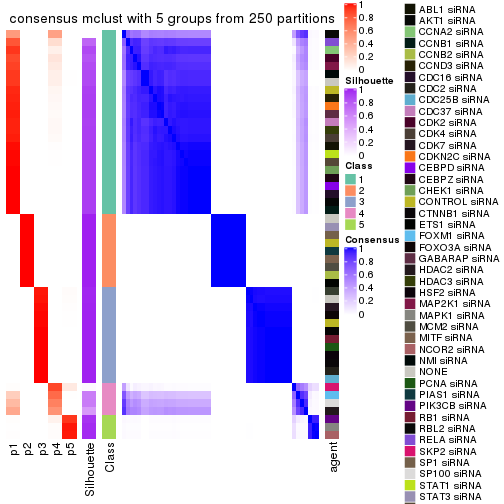 consensus mclust with 5 groups from 250 partitions
1
0.8
0.6
0.4
0.2
0
Silhouette
1
0.8
0.6
0.4
0.2
0
Class
1
2
3
4
5
Consensus
1
0.8
0.6
0.4
0.2
0
p1
p2
p3
p4
p5
Silhouette
Class
agent
ABL1 siRNA
AKT1 siRNA
CCNA2 siRNA
CCNB1 siRNA
CCNB2 siRNA
CCND3 siRNA
CDC16 siRNA
CDC2 siRNA
CDC25B siRNA
CDC37 siRNA
CDK2 siRNA
CDK4 siRNA
CDK7 siRNA
CDKN2C siRNA
CEBPD siRNA
CEBPZ siRNA
CHEK1 siRNA
CONTROL siRNA
CTNNB1 siRNA
ETS1 siRNA
FOXM1 siRNA
FOXO3A siRNA
GABARAP siRNA
HDAC2 siRNA
HDAC3 siRNA
HSF2 siRNA
MAP2K1 siRNA
MAPK1 siRNA
MCM2 siRNA
MITF siRNA
NCOR2 siRNA
NMI siRNA
NONE
PCNA siRNA
PIAS1 siRNA
PIK3CB siRNA
RB1 siRNA
RBL2 siRNA
RELA siRNA
SKP2 siRNA
SP1 siRNA
SP100 siRNA
STAT1 siRNA
STAT3 siRNA